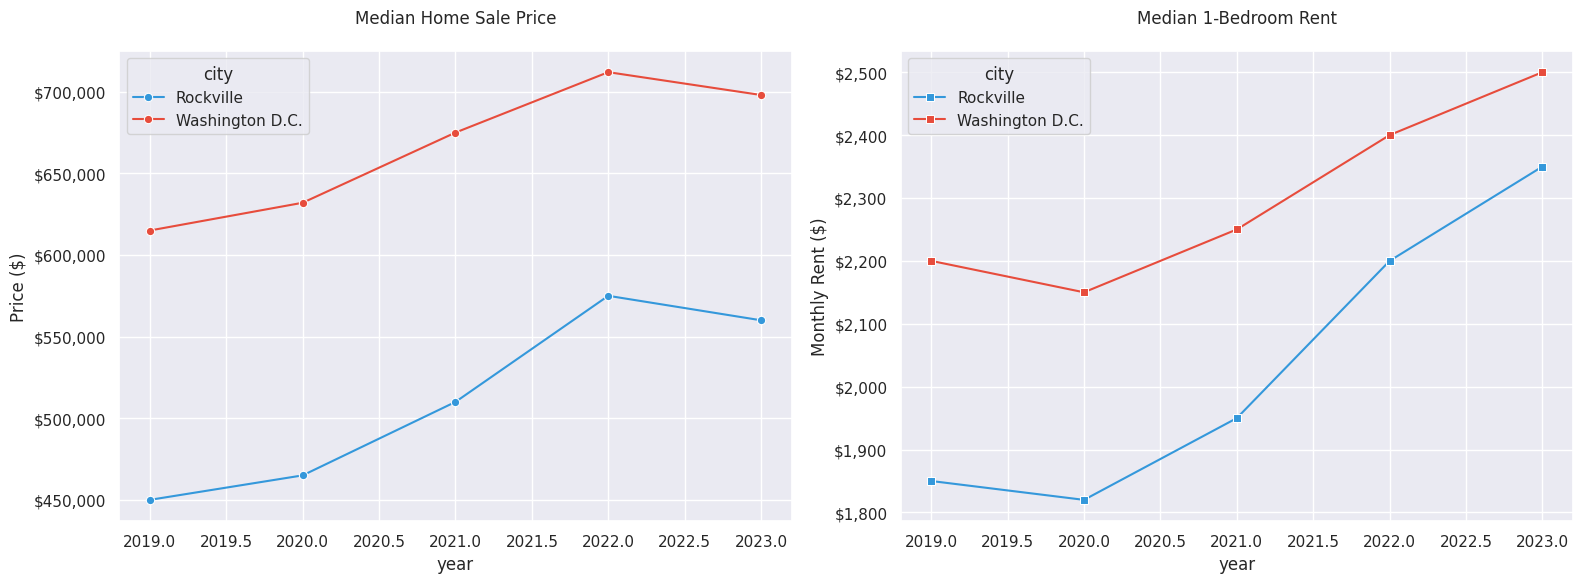 Median Home Sale Price
city
Rockville
Washington D.C.
$700,000
$650,000
$600,000
$550,000
$500,000
$450,000
Price ($)
2019.0 2019.5 2020.0 2020.5 2021.0 2021.5 2022.0 2022.5 2023.0
year
Median 1-Bedroom Rent
city
Rockville
Washington D.C.
$2,500
$2,400
$2,300
$2,200
$2,100
$2,000
$1,900
$1,800
Monthly Rent ($)
2019.0 2019.5 2020.0 2020.5 2021.0 2021.5 2022.0 2022.5 2023.0
year